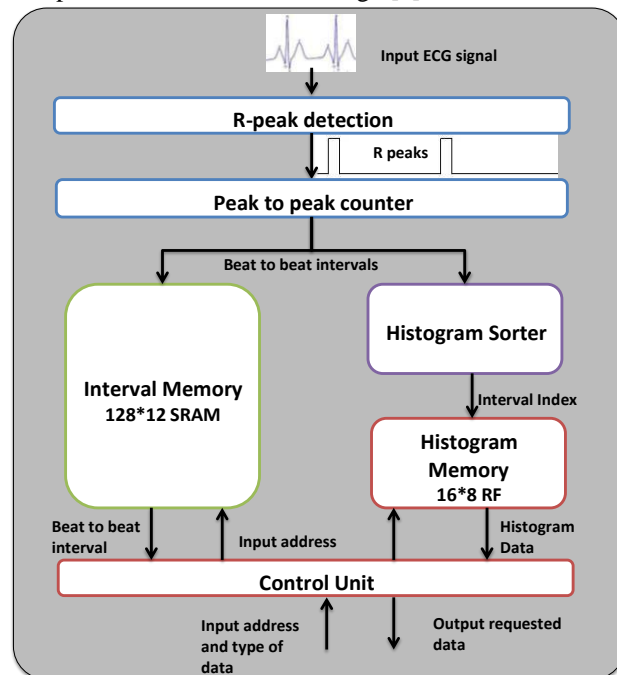 Input ECG signal
R-peak detection
R peaks
Peak to peak counter
Beat to beat intervals
Histogram Sorter
Interval Memory
128*12 SRAM
Interval Index
Histogram
Memory
16*8 RF
Beat to beat
interval
Input address
Histogram
Data
Control Unit
Input address
and type of
data
Output requested
data